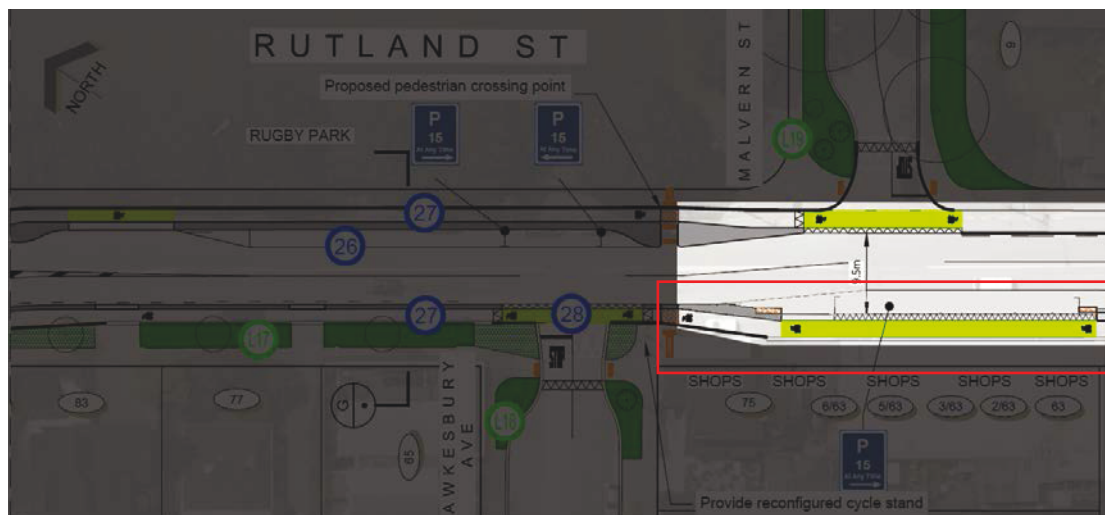 RUTLAND ST
NORTH
Proposed pedestrian crossing point
RUGBY PARK
P
15
At Any Time
P
15
At Any Time
MALVERN ST
L19
9
27
26
9.5m
27
28
L17
SHOPS
SHOPS
SHOPS
SHOPS
SHOPS
83
77
G
65
AWKESBURY
AVE
L18
75
6/63
5/63
3/63
2/63
63
P
15
At Any Time
Provide reconfigured cycle stand